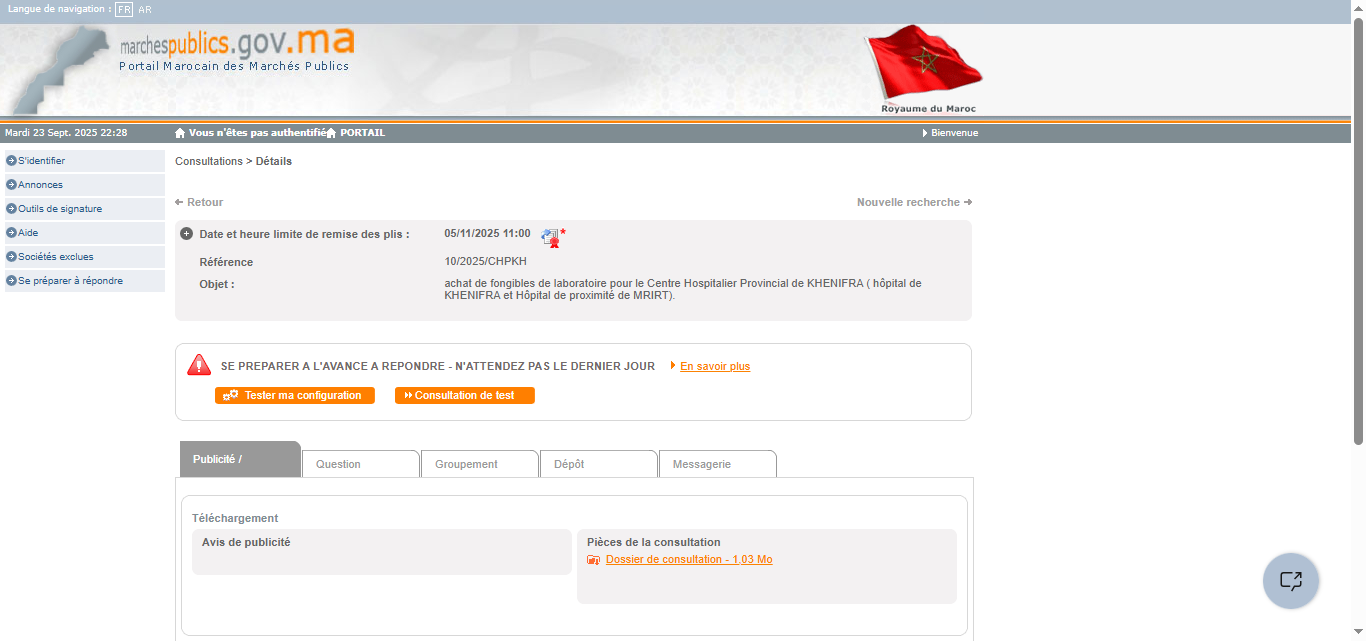 Langue de navigation : FR AR
marchespublics.gov.ma
Portail Marocain des Marchés Publics
Royaume du Maroc
Mardi 23 Sept. 2025 22:28
Vous n'êtes pas authentifié PORTAIL
Bienvenue
S'identifier
Annonces
Outils de signature
Aide
Sociétés exclues
Se préparer à répondre
Consultations > Détails
Retour
Nouvelle recherche
Date et heure limite de remise des plis : 05/11/2025 11:00 *
Référence 10/2025/CHPKH
Objet : achat de fongibles de laboratoire pour le Centre Hospitalier Provincial de KHENIFRA ( hôpital de
KHENIFRA et Hôpital de proximité de MRIRT).
SE PREPARER A L'AVANCE A REPONDRE - N'ATTENDEZ PAS LE DERNIER JOUR En savoir plus
Tester ma configuration Consultation de test
Publicité / Question Groupement Dépôt Messagerie
Téléchargement
Avis de publicité
Pièces de la consultation
Dossier de consultation - 1,03 Mo